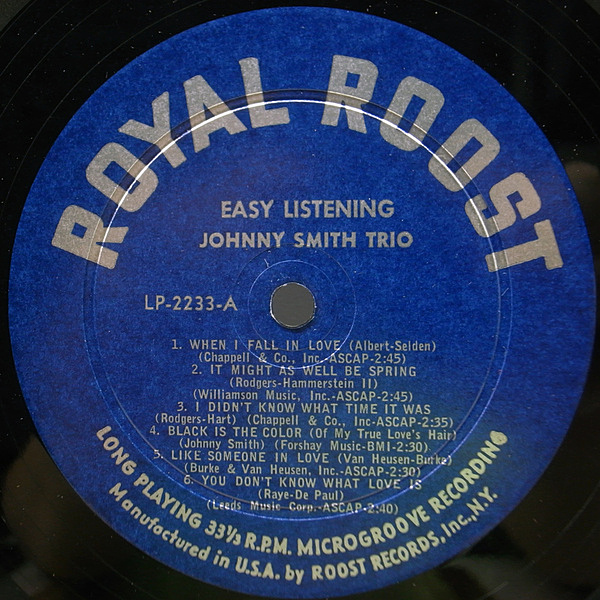 ROYAL ROOST
EASY LISTENING
JOHNNY SMITH TRIO
LP-2233-A
1. WHEN I FALL IN LOVE (Albert-Selden)
(Chappell & Co., Inc.-ASCAP-2:45)
2. IT MIGHT AS WELL BE SPRING
(Rodgers-Hammerstein II)
(Williamson Music, Inc.-ASCAP-2:45)
3. I DIDN'T KNOW WHAT TIME IT WAS
(Rodgers-Hart) (Chappell & Co., Inc-ASCAP-2:35)
4. BLACK IS THE COLOR (Of My True Love's Hair)
(Johnny Smith) (Forshay Music-BMI-2:30)
5. LIKE SOMEONE IN LOVE (Van Heusen-Burke)
(Burke & Van Heusen, Inc.-ASCAP-2:30)
6. YOU DON'T KNOW WHAT LOVE IS
(Raye-De Paul)
(Leeds Music Corp.-ASCAP-2:40)
LONG PLAYING 33⅓ R.P.M. MICROGROOVE RECORDING
Manufactured in U.S.A. by ROOST RECORDS, Inc., N.Y.